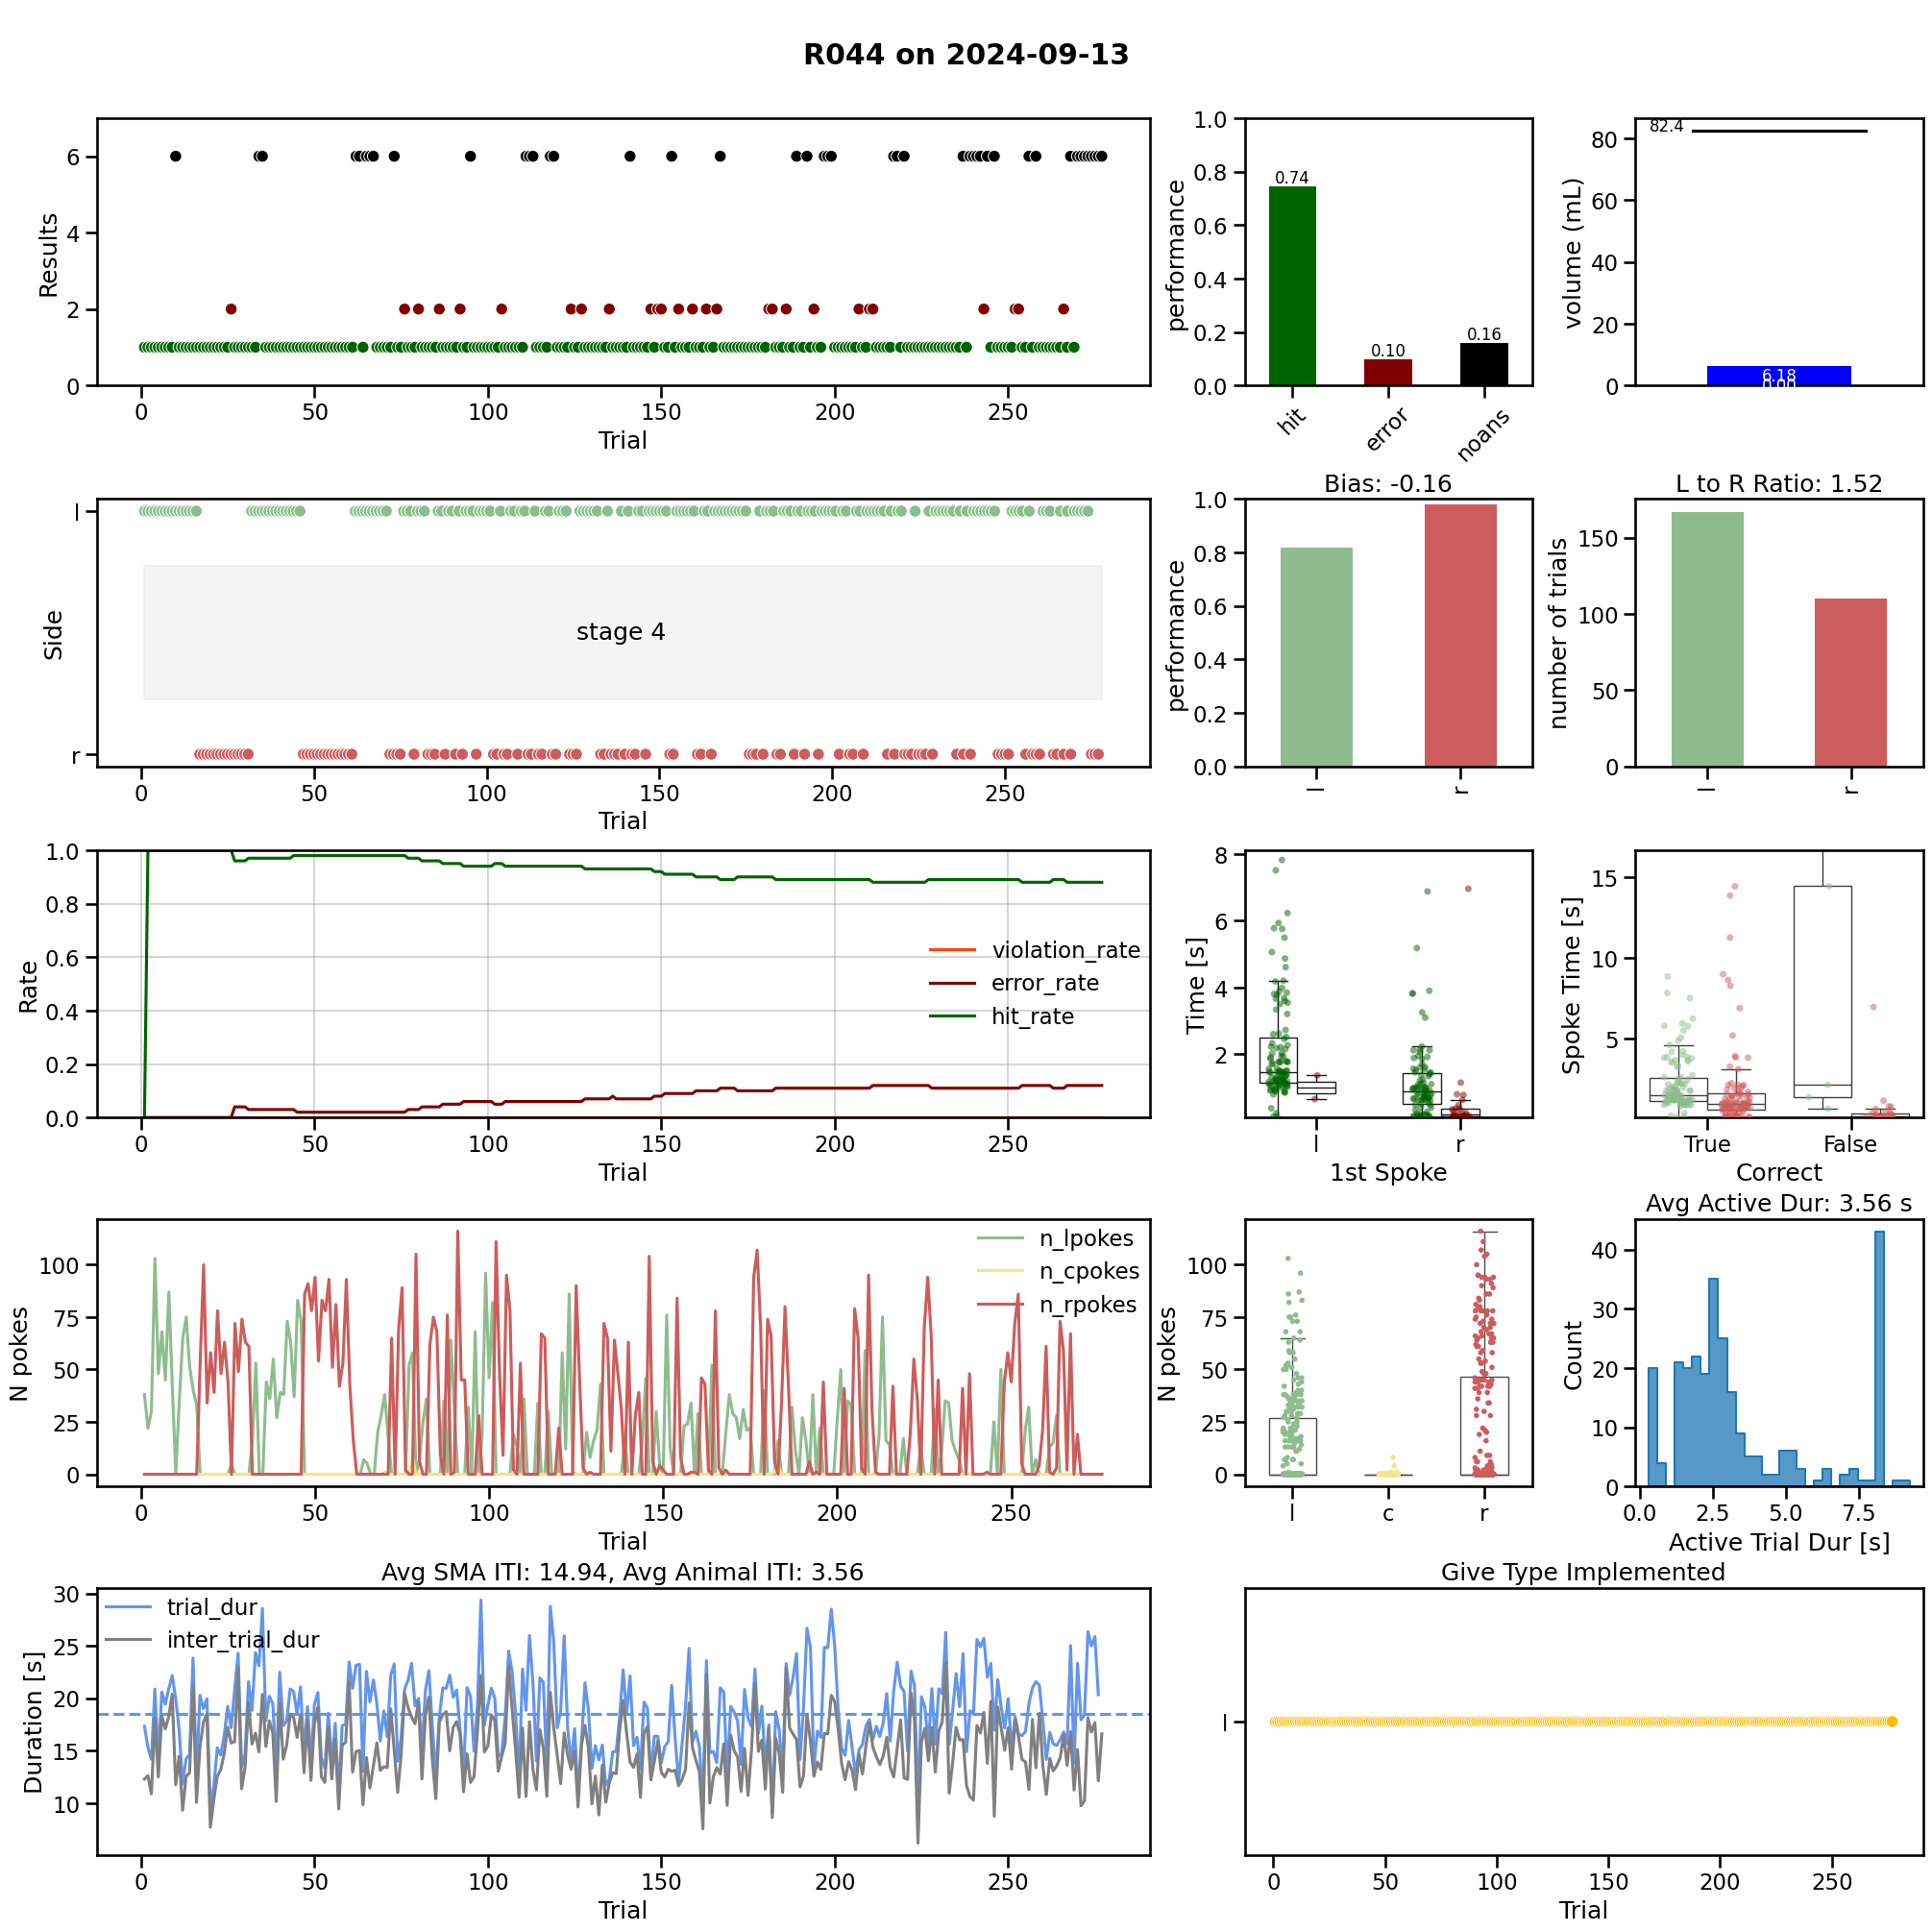 R044 on 2024-09-13
Results
6
4
2
0
0 50 100 150 200 250
Trial
performance
1.0
0.8
0.6
0.4
0.2
0.0
0.74
0.10
0.16
hit
error
noans
volume (mL)
80
60
40
20
0
82.4
6.18
Side
l
r
stage 4
0 50 100 150 200 250
Trial
Bias: -0.16
performance
1.0
0.8
0.6
0.4
0.2
0.0
l r
L to R Ratio: 1.52
number of trials
150
100
50
0
l r
Rate
1.0
0.8
0.6
0.4
0.2
0.0
violation_rate
error_rate
hit_rate
0 50 100 150 200 250
Trial
Time [s]
8
6
4
2
l r
1st Spoke
Spoke Time [s]
15
10
5
True False
Correct
N pokes
100
75
50
25
0
n_lpokes
n_cpokes
n_rpokes
0 50 100 150 200 250
Trial
N pokes
100
75
50
25
0
l c r
Avg Active Dur: 3.56 s
Count
40
30
20
10
0
0.0 2.5 5.0 7.5
Active Trial Dur [s]
Avg SMA ITI: 14.94, Avg Animal ITI: 3.56
Duration [s]
30
25
20
15
10
trial_dur
inter_trial_dur
0 50 100 150 200 250
Trial
Give Type Implemented
l
0 50 100 150 200 250
Trial